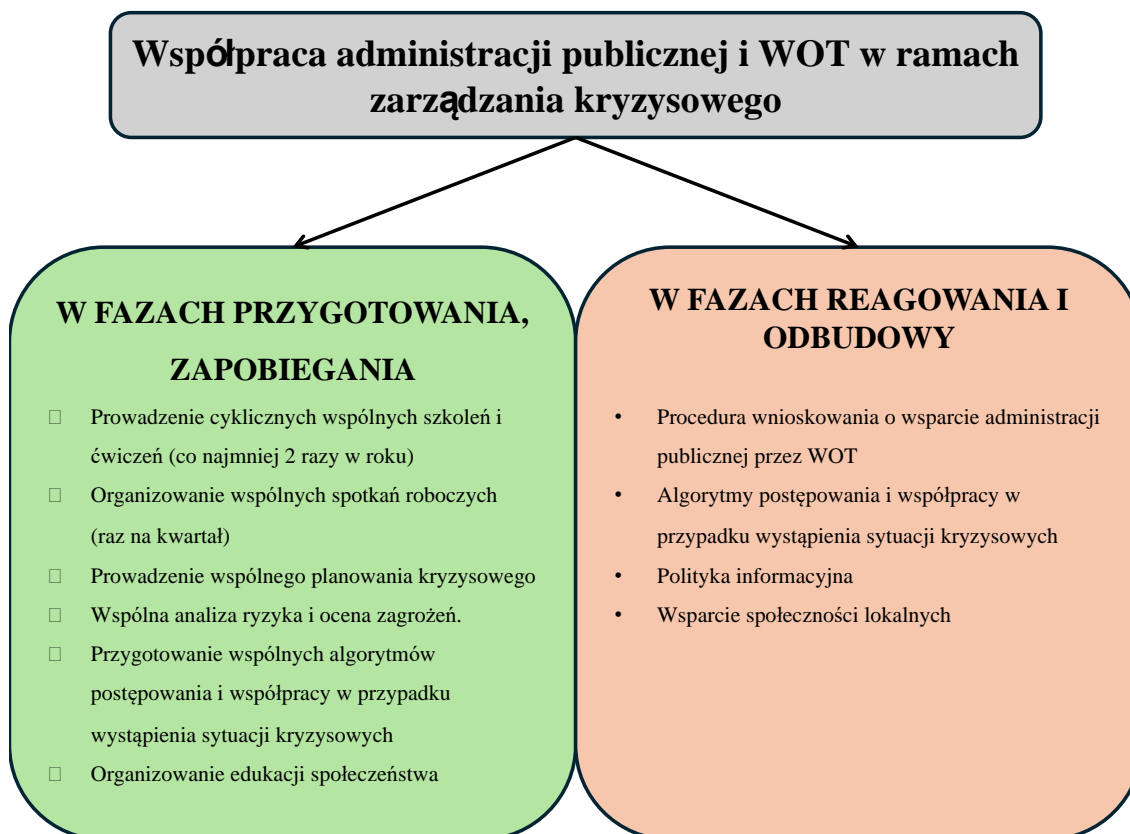 Współpraca administracji publicznej i WOT w ramach
zarządzania kryzysowego
W FAZACH PRZYGOTOWANIA,
ZAPOBIEGANIA
Prowadzenie cyklicznych wspólnych szkoleń i
ćwiczeń (co najmniej 2 razy w roku)
Organizowanie wspólnych spotkań roboczych
(raz na kwartał)
Prowadzenie wspólnego planowania kryzysowego
Wspólna analiza ryzyka i ocena zagrożeń.
Przygotowanie wspólnych algorytmów
postępowania i współpracy w przypadku
wystąpienia sytuacji kryzysowych
Organizowanie edukacji społeczeństwa
W FAZACH REAGOWANIA I
ODBUDOWY
• Procedura wnioskowania o wsparcie administracji
publicznej przez WOT
• Algorytmy postępowania i współpracy w
przypadku wystąpienia sytuacji kryzysowych
• Polityka informacyjna
• Wsparcie społeczności lokalnych